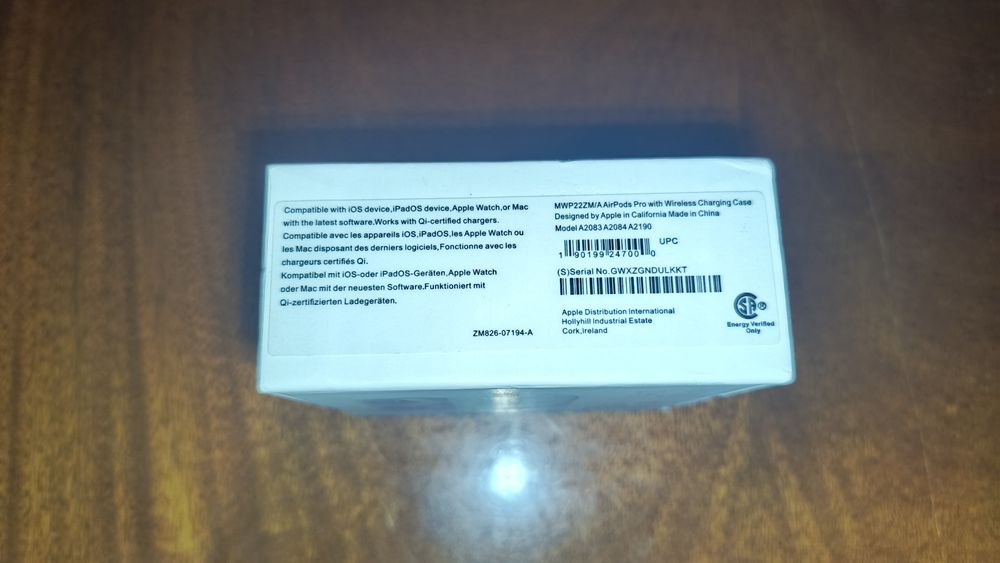 Compatible with iOS device,iPadOS device,Apple Watch,or Mac
with the latest software.Works with Qi-certified chargers.
Compatible avec les appareils iOS,iPadOS,les Apple Watch ou
les Mac disposant des derniers logiciels,Fonctionne avec les
chargeurs certifiés Qi.
Kompatibel mit iOS-oder iPadOS-Geräten,Apple Watch
oder Mac mit der neuesten Software.Funktioniert mit
Qi-zertifizierten Ladegeräten.
ZM826-07194-A
MWP22ZM/A AirPods Pro with Wireless Charging Case
Designed by Apple in California Made in China
Model A2083 A2084 A2190
UPC
1 90199 24700 0
(S)Serial No.GWXZGNDULKKT
Apple Distribution International
Hollyhill Industrial Estate
Cork,Ireland
SA ®
Energy Verified
Only